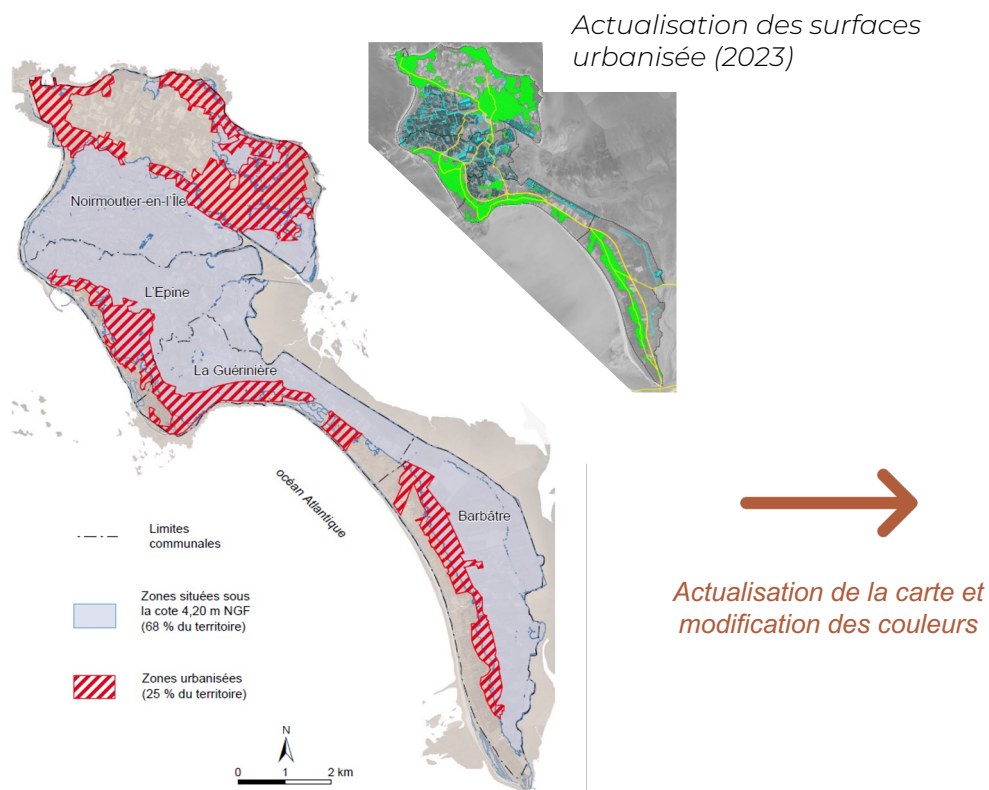 Actualisation des surfaces
urbanisée (2023)
Noirmoutier-en-l'Île
L'Epine
La Guérinière
océan Atlantique
Barbâtre
Limites
communales
Zones situées sous
la cote 4,20 m NGF
(68 % du territoire)
Zones urbanisées
(25 % du territoire)
N
0 1 2 km
Actualisation de la carte et
modification des couleurs